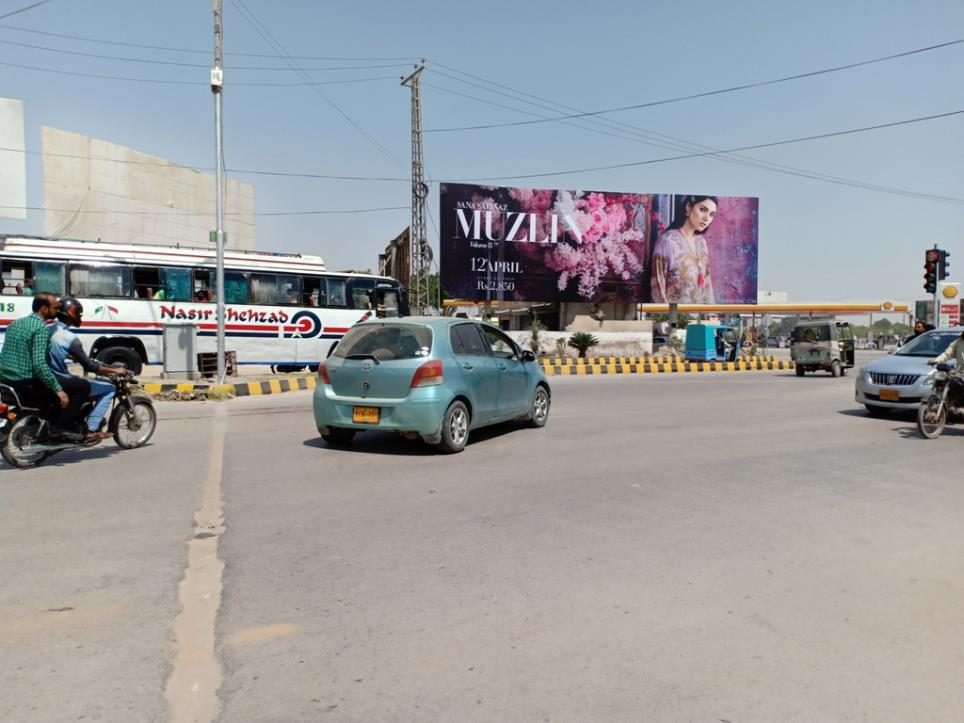 SANA SAFINAZ
MUZLIN
12 APRIL
Rs.2,850
Nasir Shehzad